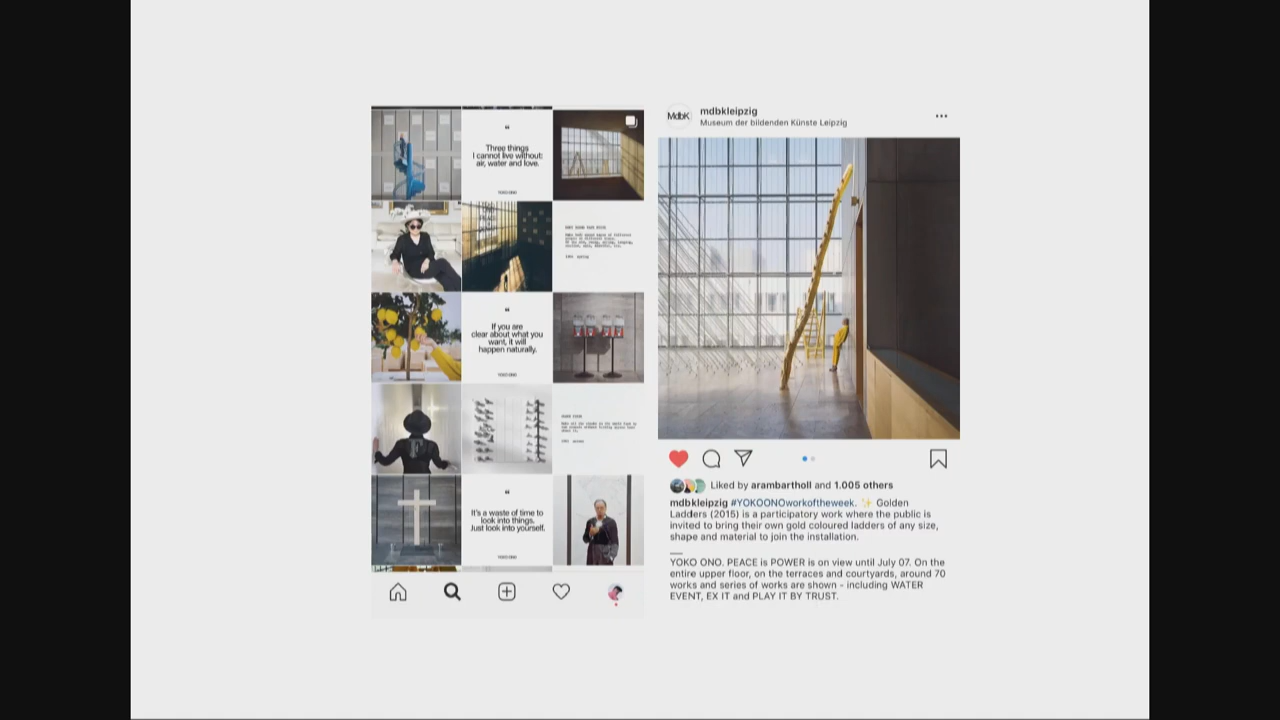 “
Three things
I cannot live without:
air, water and love.
YOKO ONO
“
If you are
clear about what you
want, it will
happen naturally.
YOKO ONO
“
It's a waste of time to
look into things.
Just look into yourself.
YOKO ONO
MdbK
mdbkleipzig
Museum der bildenden Künste Leipzig
Liked by arambartholl and 1.005 others
mdbkleipzig #YOKOONOworkoftheweek. ✨ Golden
Ladders (2015) is a participatory work where the public is
invited to bring their own gold coloured ladders of any size,
shape and material to join the installation.
YOKO ONO. PEACE is POWER is on view until July 07. On the
entire upper floor, on the terraces and courtyards, around 70
works and series of works are shown - including WATER
EVENT, EX IT and PLAY IT BY TRUST.